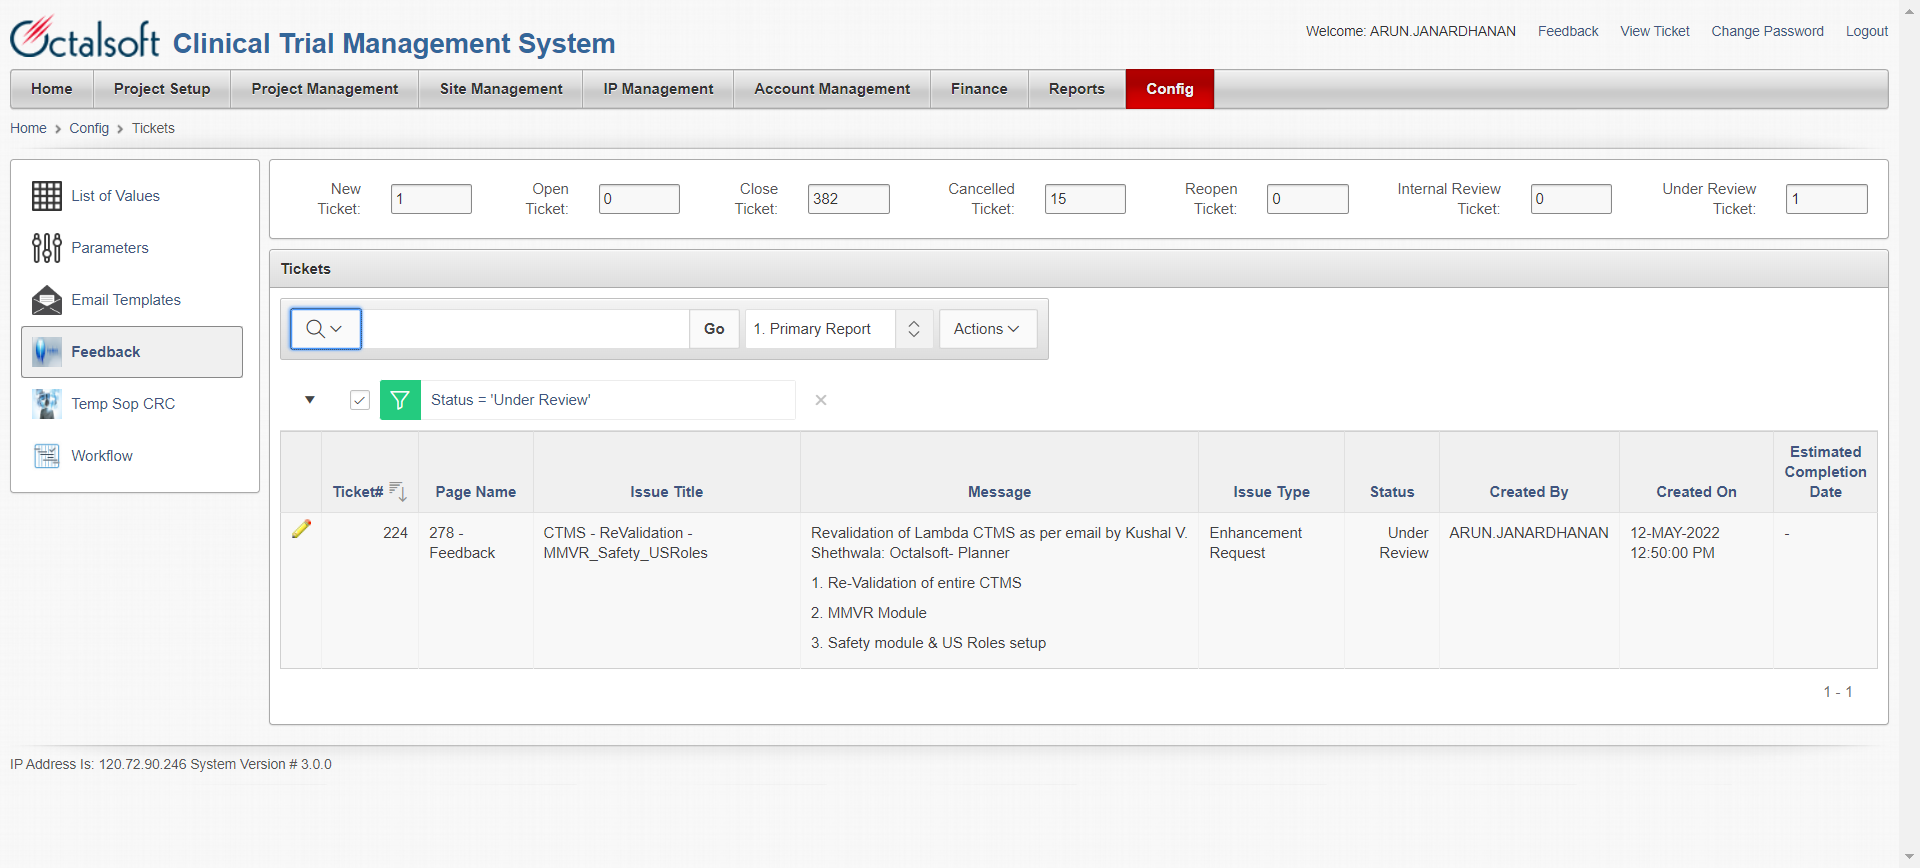 Octalsoft Clinical Trial Management System
Welcome: ARUN.JANARDHANAN Feedback View Ticket Change Password Logout
Home Project Setup Project Management Site Management IP Management Account Management Finance Reports Config
Home > Config > Tickets
List of Values
Parameters
Email Templates
Feedback
Temp Sop CRC
Workflow
New Ticket: 1
Open Ticket: 0
Close Ticket: 382
Cancelled Ticket: 15
Reopen Ticket: 0
Internal Review Ticket: 0
Under Review Ticket: 1
Tickets
Go 1. Primary Report Actions
Status = 'Under Review'
Ticket# Page Name Issue Title Message Issue Type Status Created By Created On Estimated Completion Date
224
278 -
Feedback
CTMS - ReValidation -
MMVR_Safety_USRoles
Revalidation of Lambda CTMS as per email by Kushal V.
Shethwala: Octalsoft- Planner
1. Re-Validation of entire CTMS
2. MMVR Module
3. Safety module & US Roles setup
Enhancement
Request
Under
Review
ARUN.JANARDHANAN
12-MAY-2022
12:50:00 PM
-
1 - 1
IP Address Is: 120.72.90.246 System Version # 3.0.0